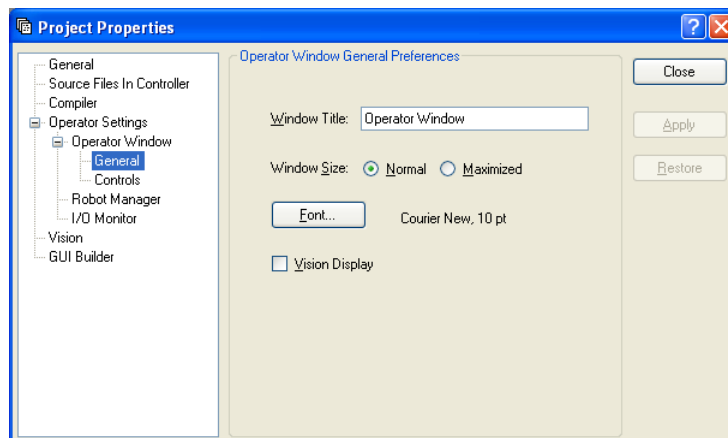 Project Properties
General
Source Files In Controller
Compiler
Operator Settings
Operator Window
General
Controls
Robot Manager
I/O Monitor
Vision
GUI Builder
Operator Window General Preferences
Window Title: Operator Window
Window Size: Normal Maximized
Font... Courier New, 10 pt
Vision Display
Close
Apply
Restore